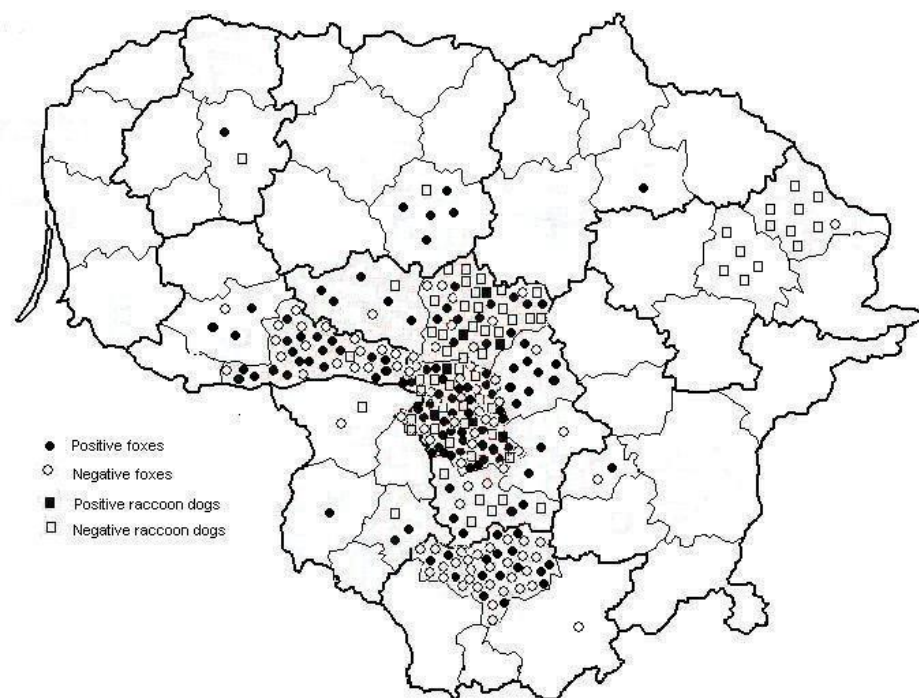 Positive foxes
Negative foxes
Positive raccoon dogs
Negative raccoon dogs